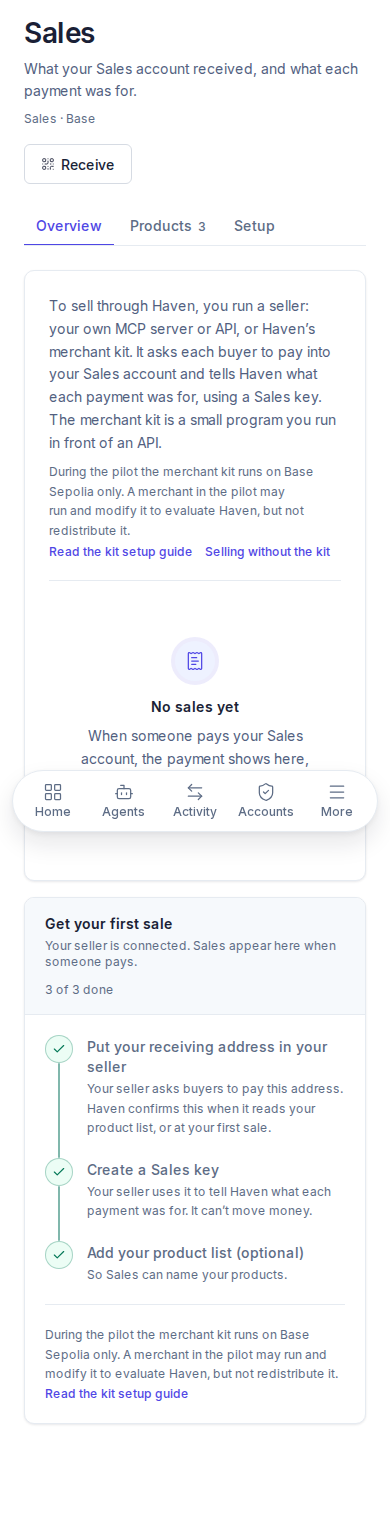 Sales
What your Sales account received, and what each
payment was for.
Sales · Base
Receive
Overview
Products 3
Setup
To sell through Haven, you run a seller:
your own MCP server or API, or Haven's
merchant kit. It asks each buyer to pay into
your Sales account and tells Haven what
each payment was for, using a Sales key.
The merchant kit is a small program you run
in front of an API.
During the pilot the merchant kit runs on Base
Sepolia only. A merchant in the pilot may
run and modify it to evaluate Haven, but not
redistribute it.
Read the kit setup guide
Selling without the kit
No sales yet
When someone pays your Sales
account, the payment shows here,
Home
Agents
Activity
Accounts
More
Get your first sale
Your seller is connected. Sales appear here when
someone pays.
3 of 3 done
Put your receiving address in your
seller
Your seller asks buyers to pay this address.
Haven confirms this when it reads your
product list, or at your first sale.
Create a Sales key
Your seller uses it to tell Haven what each
payment was for. It can't move money.
Add your product list (optional)
So Sales can name your products.
During the pilot the merchant kit runs on Base
Sepolia only. A merchant in the pilot may run and
modify it to evaluate Haven, but not redistribute it.
Read the kit setup guide